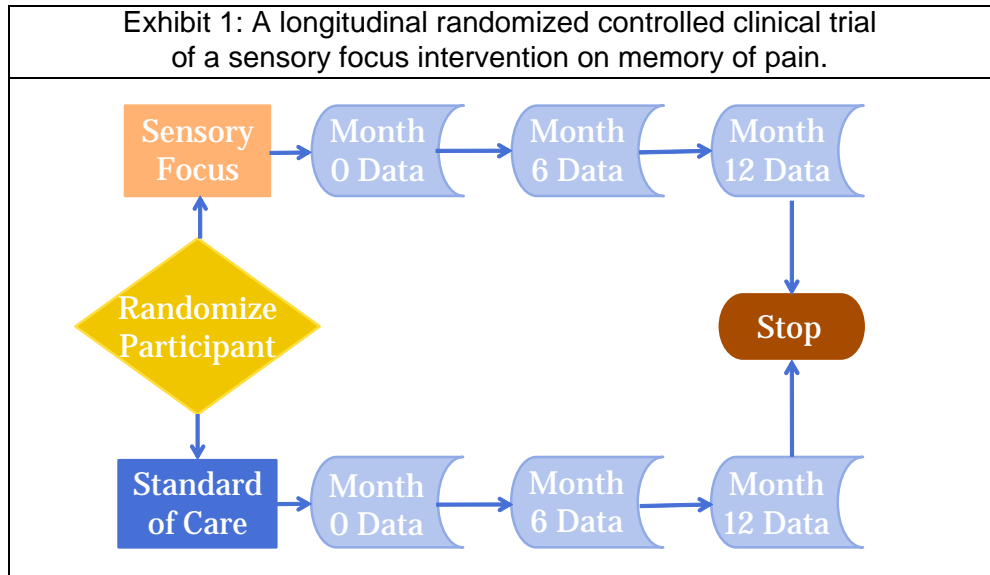 Exhibit 1: A longitudinal randomized controlled clinical trial
of a sensory focus intervention on memory of pain.
Sensory
Focus
Month
0 Data
Month
6 Data
Month
12 Data
Randomize
Participant
Stop
Standard
of Care
Month
0 Data
Month
6 Data
Month
12 Data